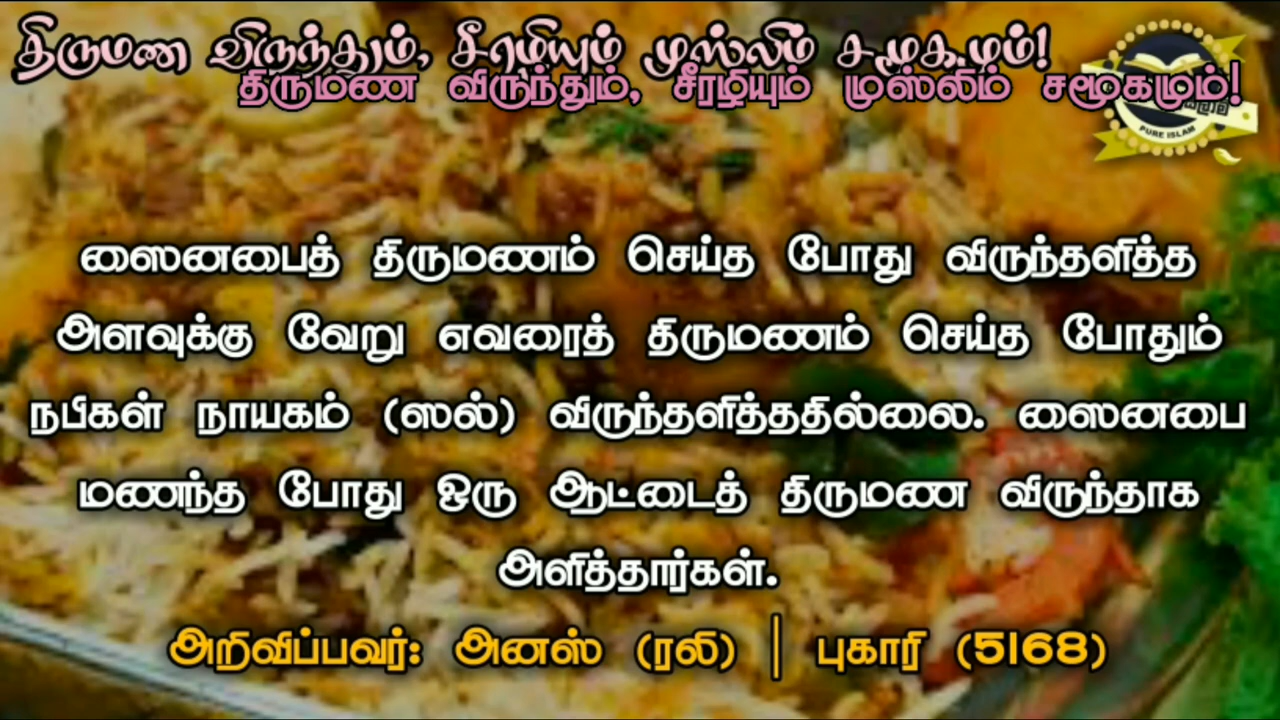 திருமண விருந்தும், சீரழியும் முஸ்லிம் சமூகமும்!
திருமண விருந்தும், சீரழியும் முஸ்லிம் சமூகமும்!
PURE ISLAM
ஸைனபைத் திருமணம் செய்த போது விருந்தளித்த
அளவுக்கு வேறு எவரைத் திருமணம் செய்த போதும்
நபிகள் நாயகம் (ஸல்) விருந்தளித்ததில்லை. ஸைனபை
மணந்த போது ஒரு ஆட்டைத் திருமண விருந்தாக
அளித்தார்கள்.
அறிவிப்பவர்: அனஸ் (ரலி) | புகாரி (5168)